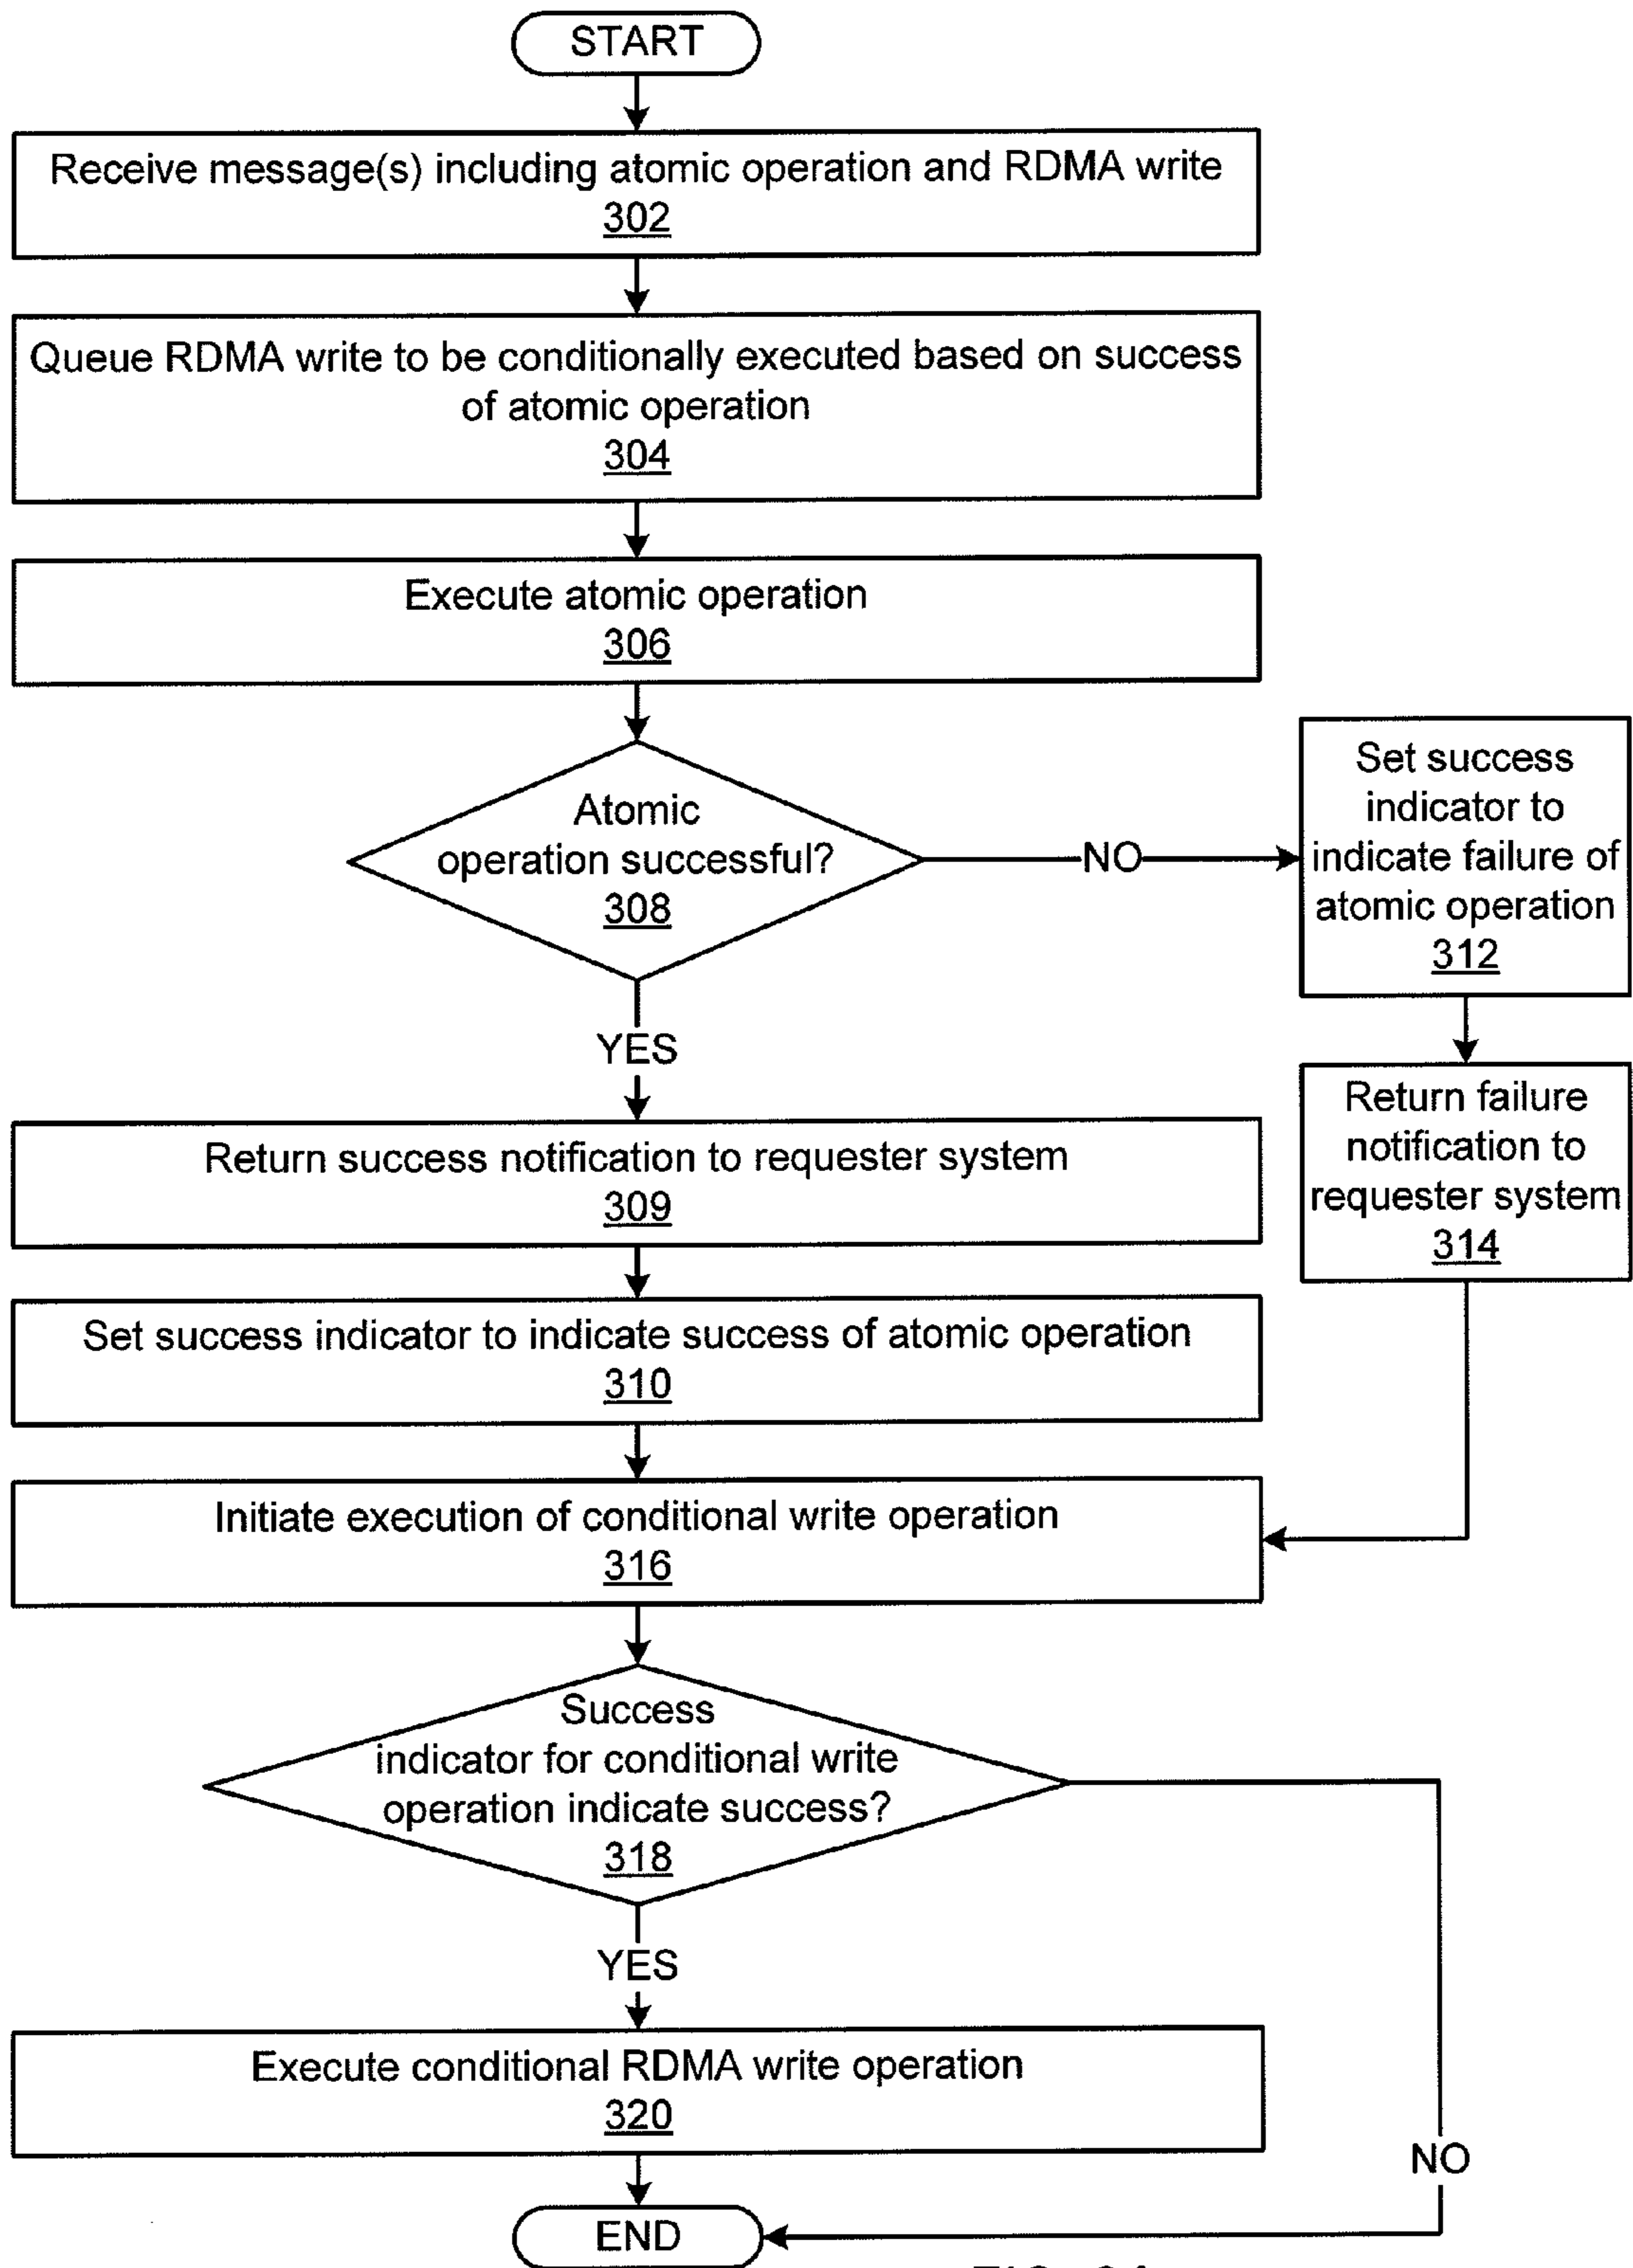 START
Receive message(s) including atomic operation and RDMA write
302
Queue RDMA write to be conditionally executed based on success
of atomic operation
304
Execute atomic operation
306
Atomic
operation successful?
308
NO
Set success
indicator to
indicate failure of
atomic operation
312
YES
Return failure
notification to
requester system
314
Return success notification to requester system
309
Set success indicator to indicate success of atomic operation
310
Initiate execution of conditional write operation
316
Success
indicator for conditional write
operation indicate success?
318
YES
Execute conditional RDMA write operation
320
NO
END